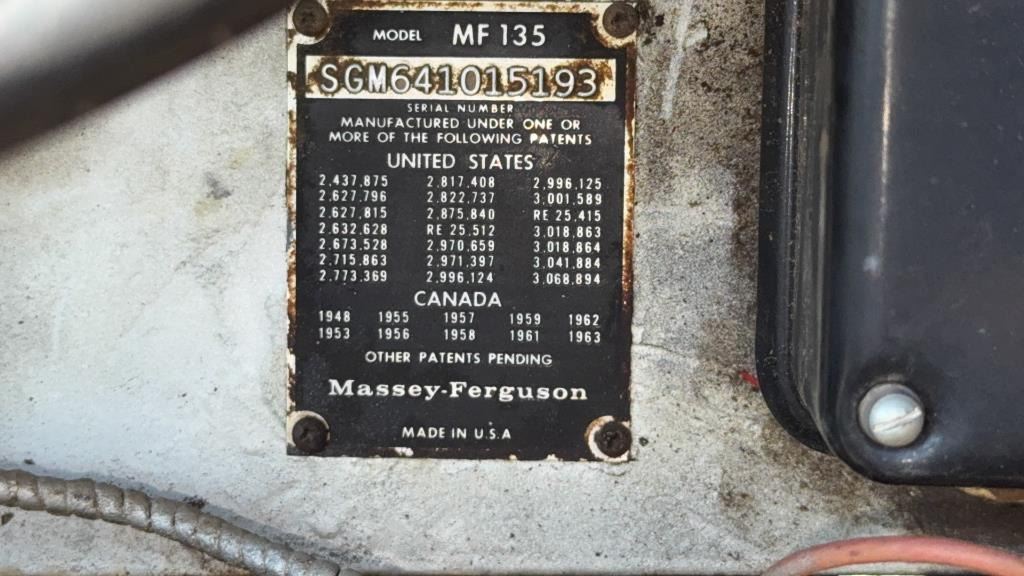 MODEL MF 135
SGM641015193
SERIAL NUMBER
MANUFACTURED UNDER ONE OR
MORE OF THE FOLLOWING PATENTS
UNITED STATES
2,437,875 2,817,408 2,996,125
2,627,796 2,822,737 3,001,589
2,627,815 2,875,840 RE 25,415
2,632,628 RE 25,512 3,018,863
2,673,528 2,970,659 3,018,864
2,715,863 2,971,397 3,041,884
2,773,369 2,996,124 3,068,894
CANADA
1948 1955 1957 1959 1962
1953 1956 1958 1961 1963
OTHER PATENTS PENDING
Massey-Ferguson
MADE IN U.S.A